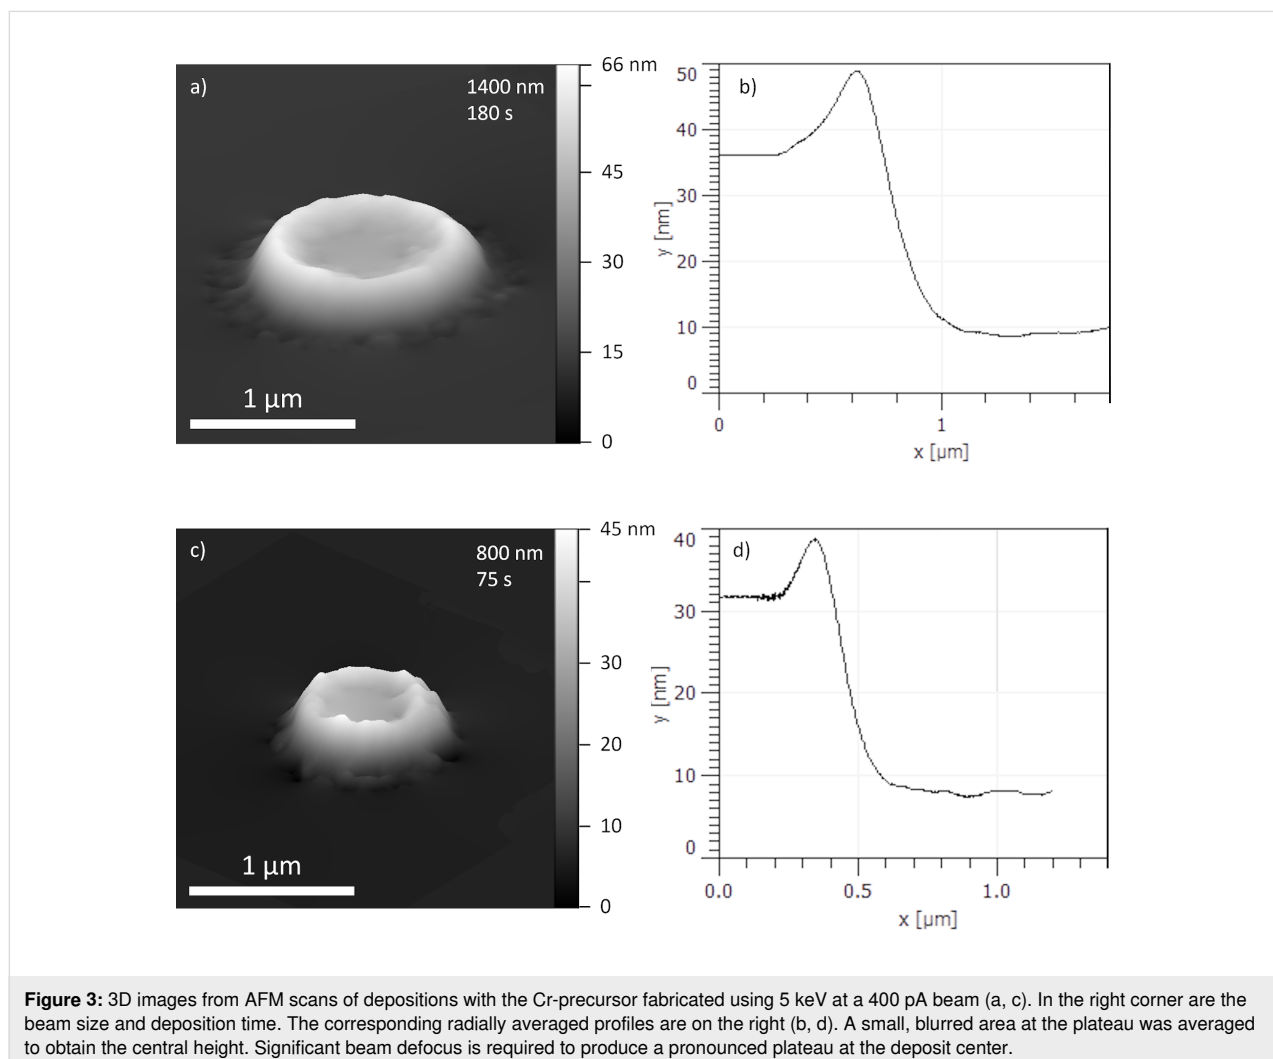 a)
1400 nm
180 s
66 nm
45
30
15
0
1 µm
b)
50
40
30
20
10
0
y [nm]
0
1
x [µm]
c)
800 nm
75 s
45 nm
30
20
10
0
1 µm
d)
40
30
20
10
0
y [nm]
0.0
0.5
1.0
x [µm]
Figure 3: 3D images from AFM scans of depositions with the Cr-precursor fabricated using 5 keV at a 400 pA beam (a, c). In the right corner are the
beam size and deposition time. The corresponding radially averaged profiles are on the right (b, d). A small, blurred area at the plateau was averaged
to obtain the central height. Significant beam defocus is required to produce a pronounced plateau at the deposit center.